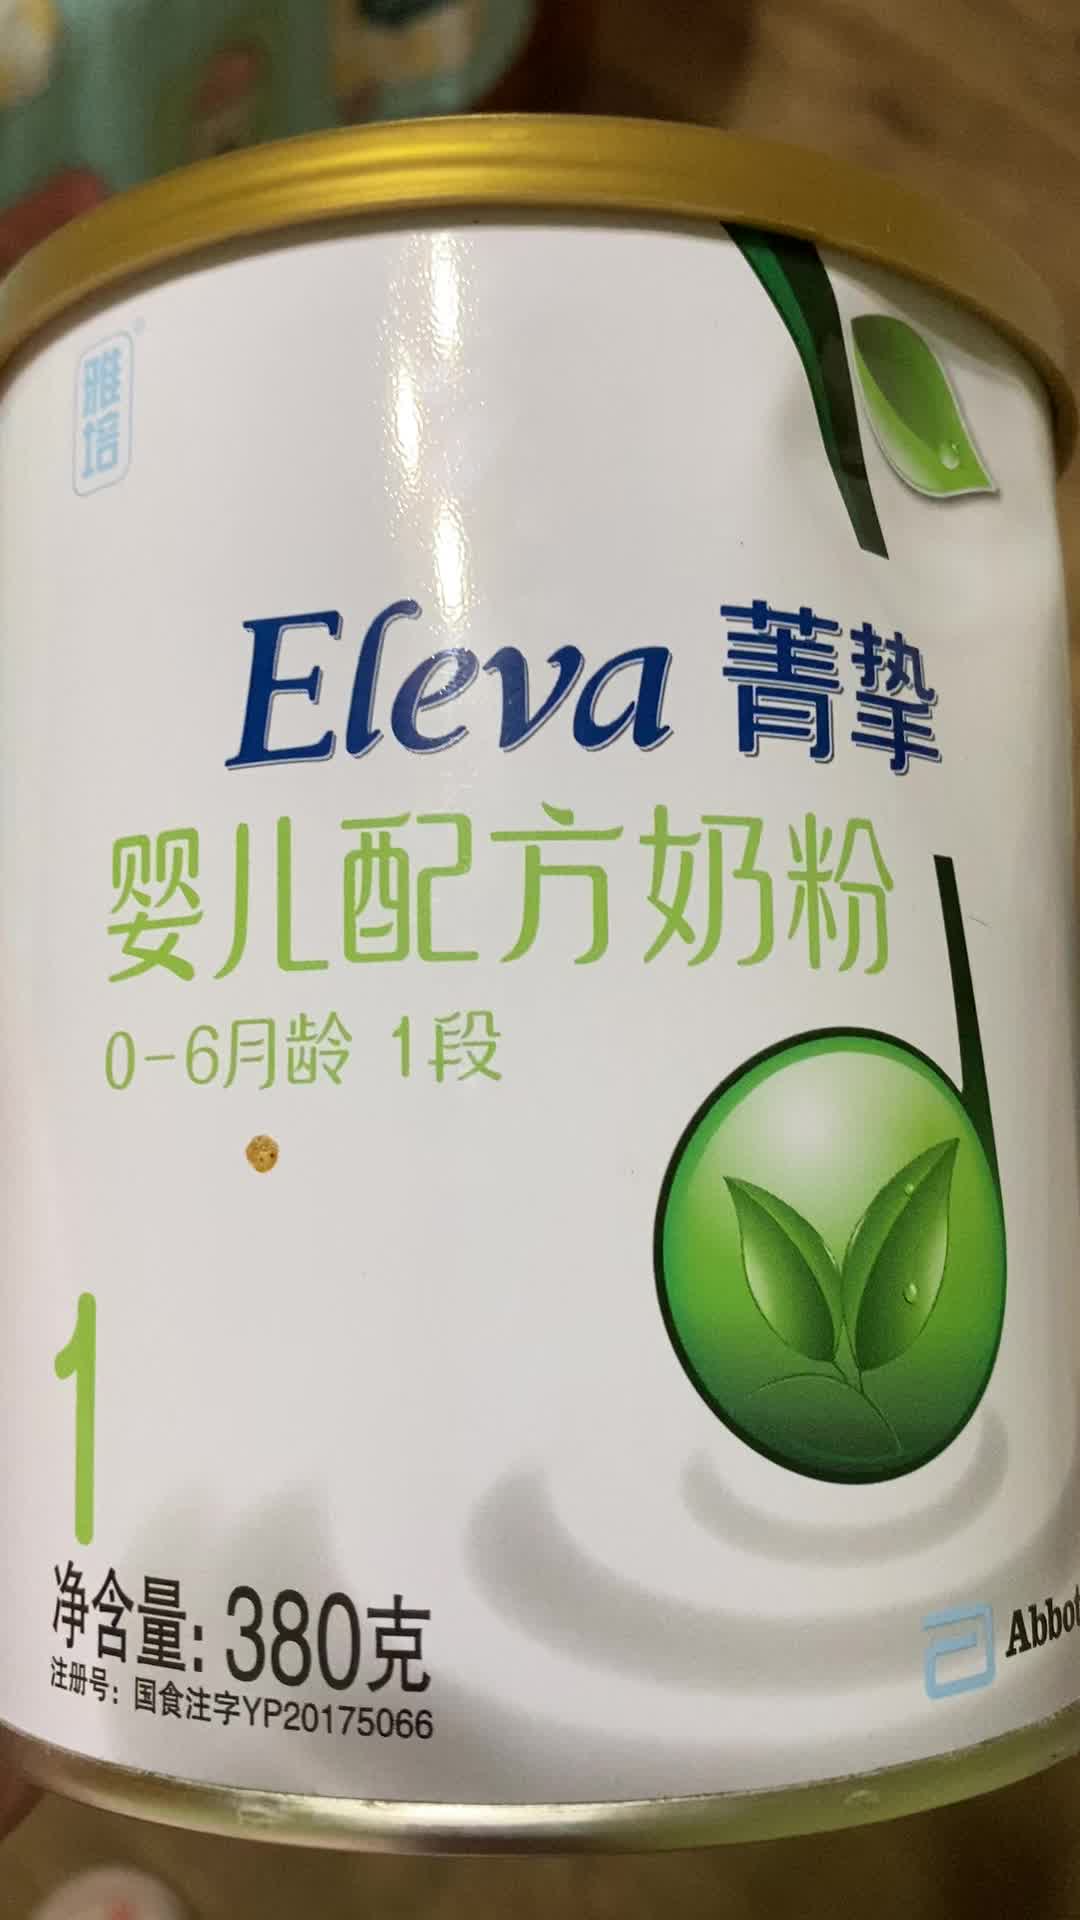 雅培
Eleva 菁挚
婴儿配方奶粉
0-6月龄 1段
1
净含量: 380克
注册号: 国食注字YP20175066
Abbot